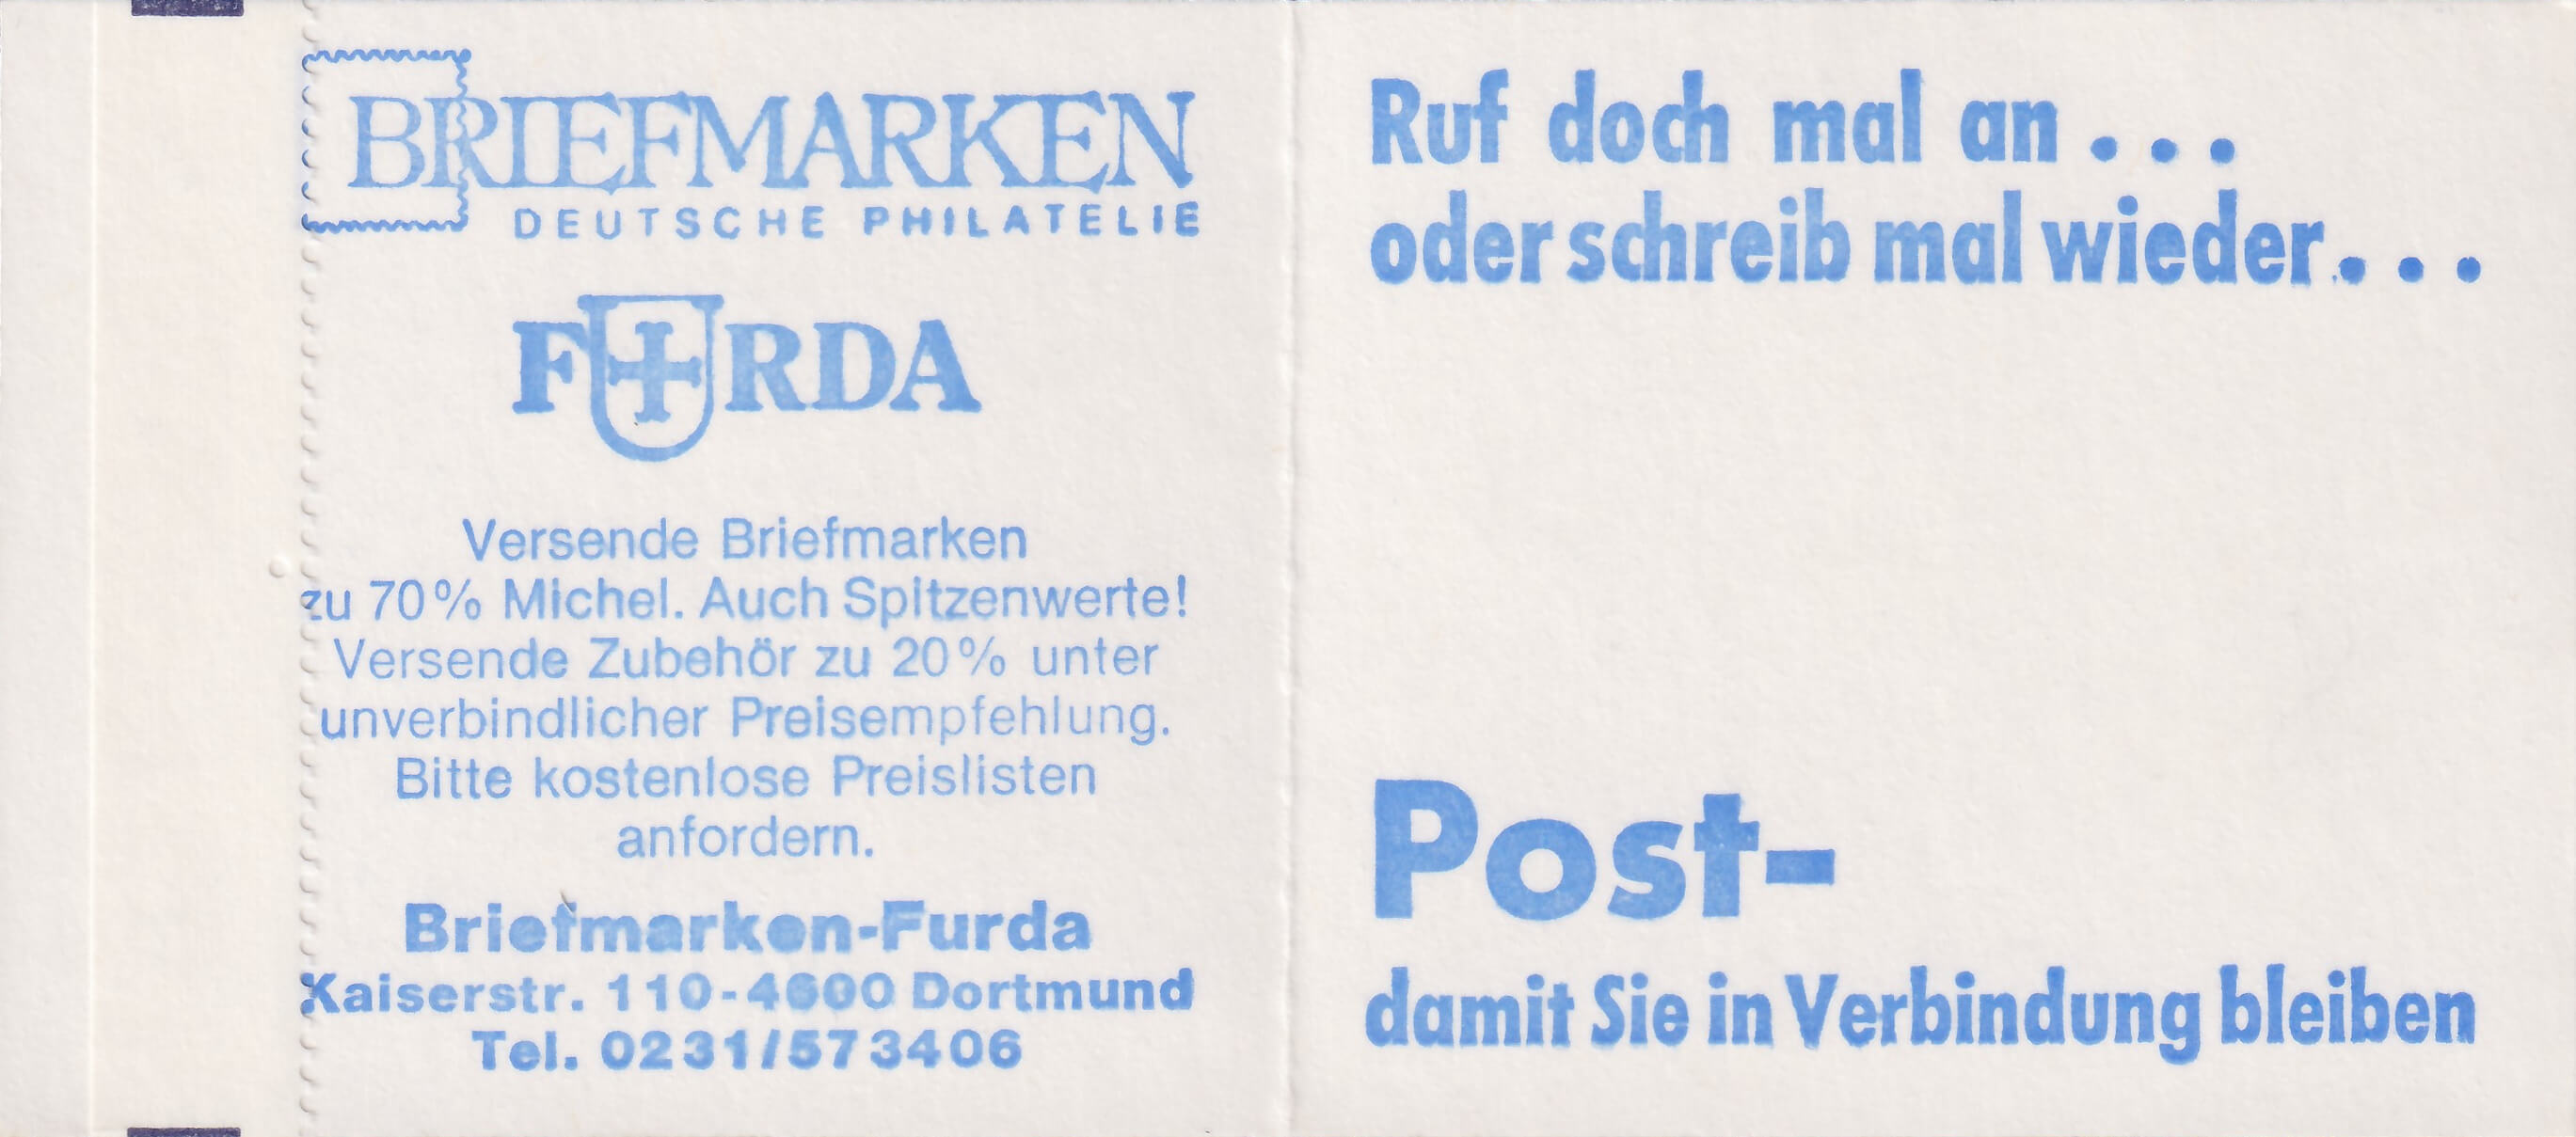 BRIEFMARKEN
DEUTSCHE PHILATELIE
FURDA
Versende Briefmarken
zu 70% Michel. Auch Spitzenwerte!
Versende Zubehör zu 20% unter
unverbindlicher Preisempfehlung.
Bitte kostenlose Preislisten
anfordern.
Briefmarken-Furda
Kaiserstr. 110-4600 Dortmund
Tel. 0231/573406
Ruf doch mal an...
oder schreib mal wieder...
Post-
damit Sie in Verbindung bleiben